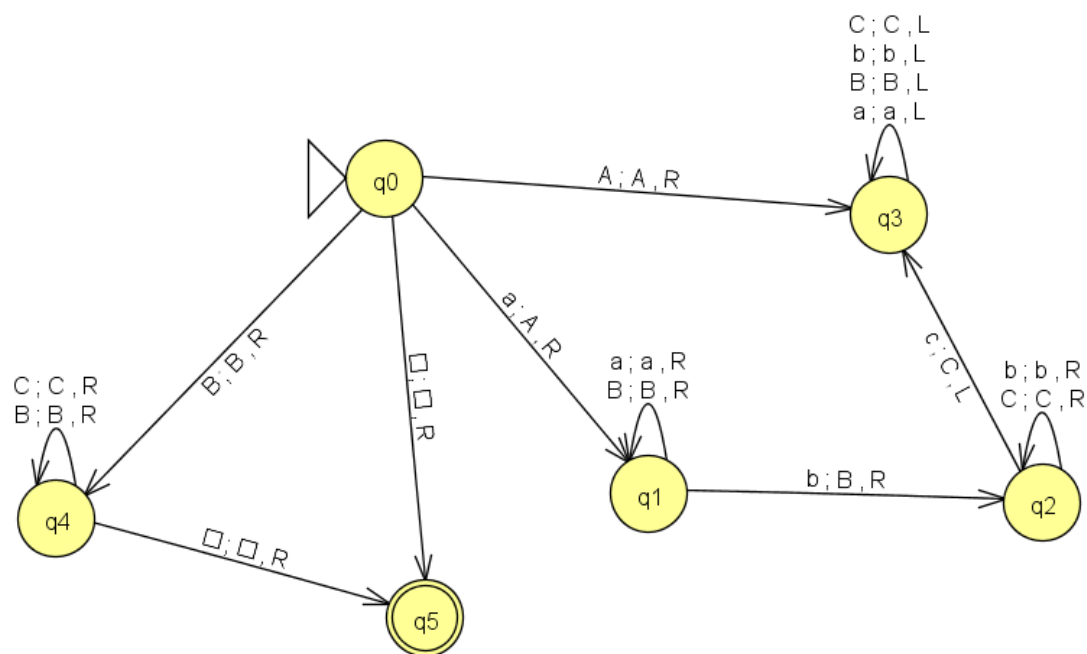 C ; C , L
b ; b , L
B ; B , L
a ; a , L
q0
A ; A , R
q3
a ; A , R
B ; B , R
□ ; □ , R
c ; C , L
C ; C , R
B ; B , R
a ; a , R
B ; B , R
b ; b , R
C ; C , R
q4
q1
b ; B , R
q2
□ ; □ , R
q5